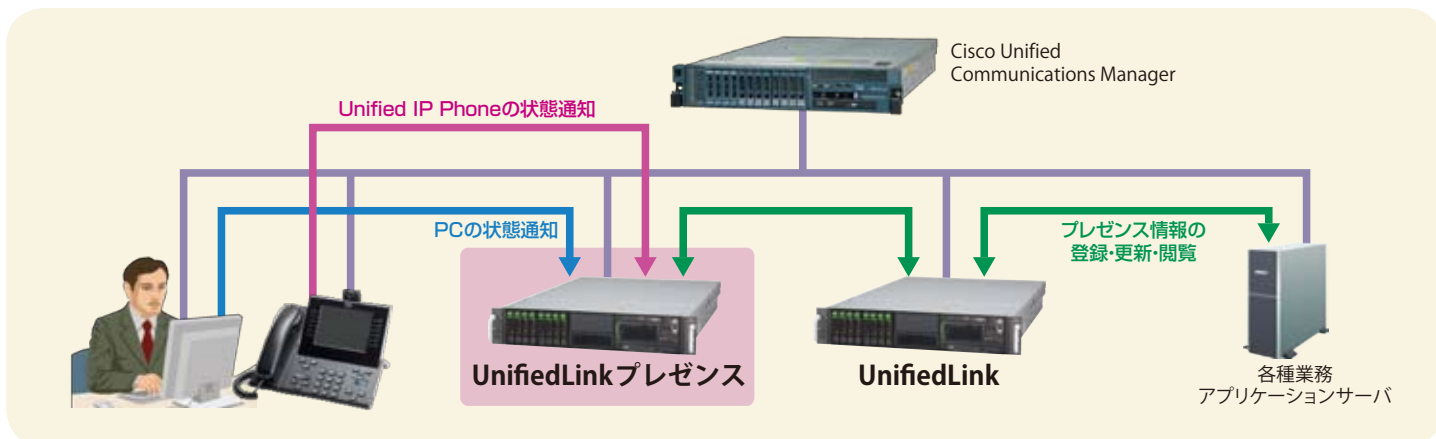 Cisco Unified
Communications Manager
Unified IP Phoneの状態通知
PCの状態通知
プレゼンス情報の
登録・更新・閲覧
UnifiedLinkプレゼンス
UnifiedLink
各種業務
アプリケーションサーバ